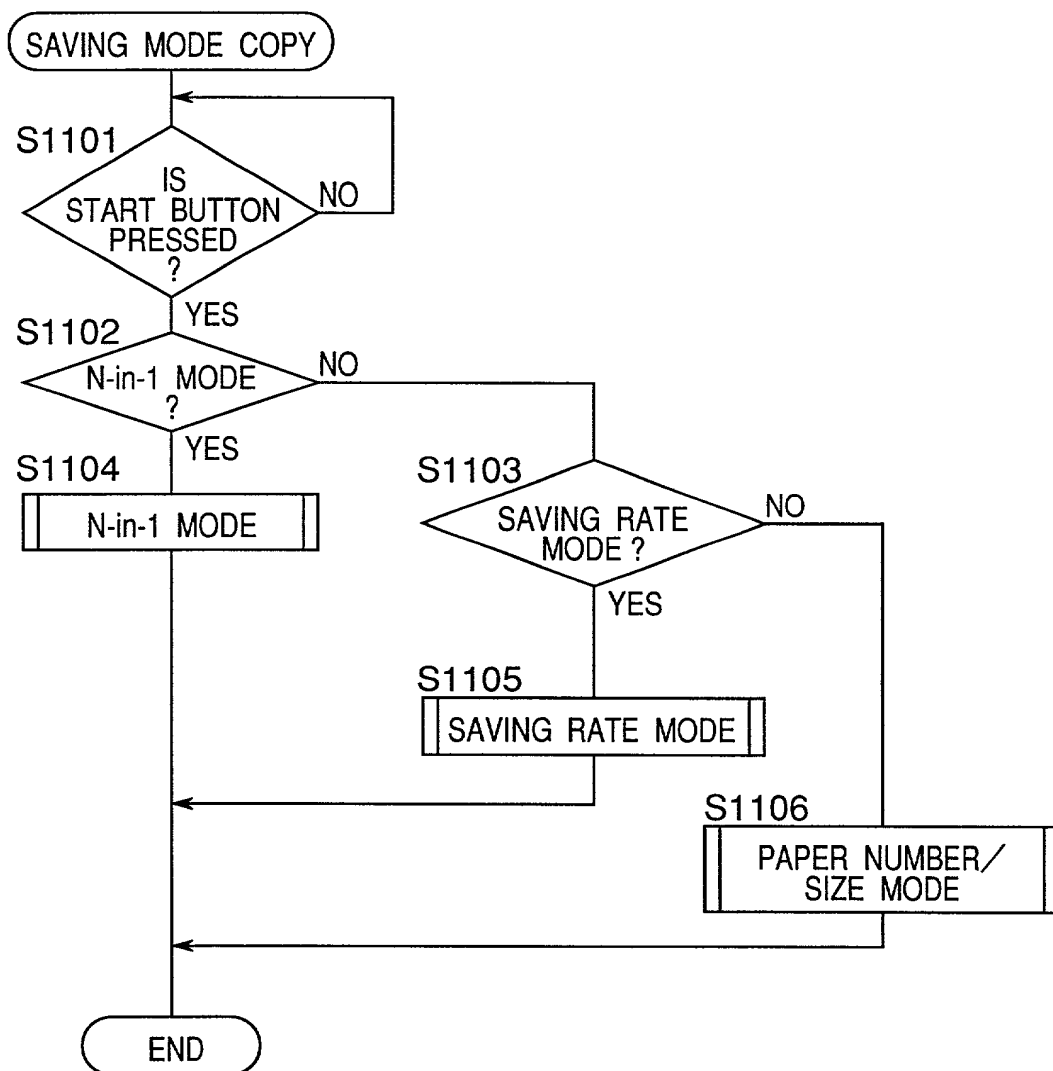 SAVING MODE COPY
S1101
IS
START BUTTON
PRESSED
?
NO
YES
S1102
N-in-1 MODE
?
NO
YES
S1104
N-in-1 MODE
S1103
SAVING RATE
MODE ?
NO
YES
S1105
SAVING RATE MODE
S1106
PAPER NUMBER/
SIZE MODE
END